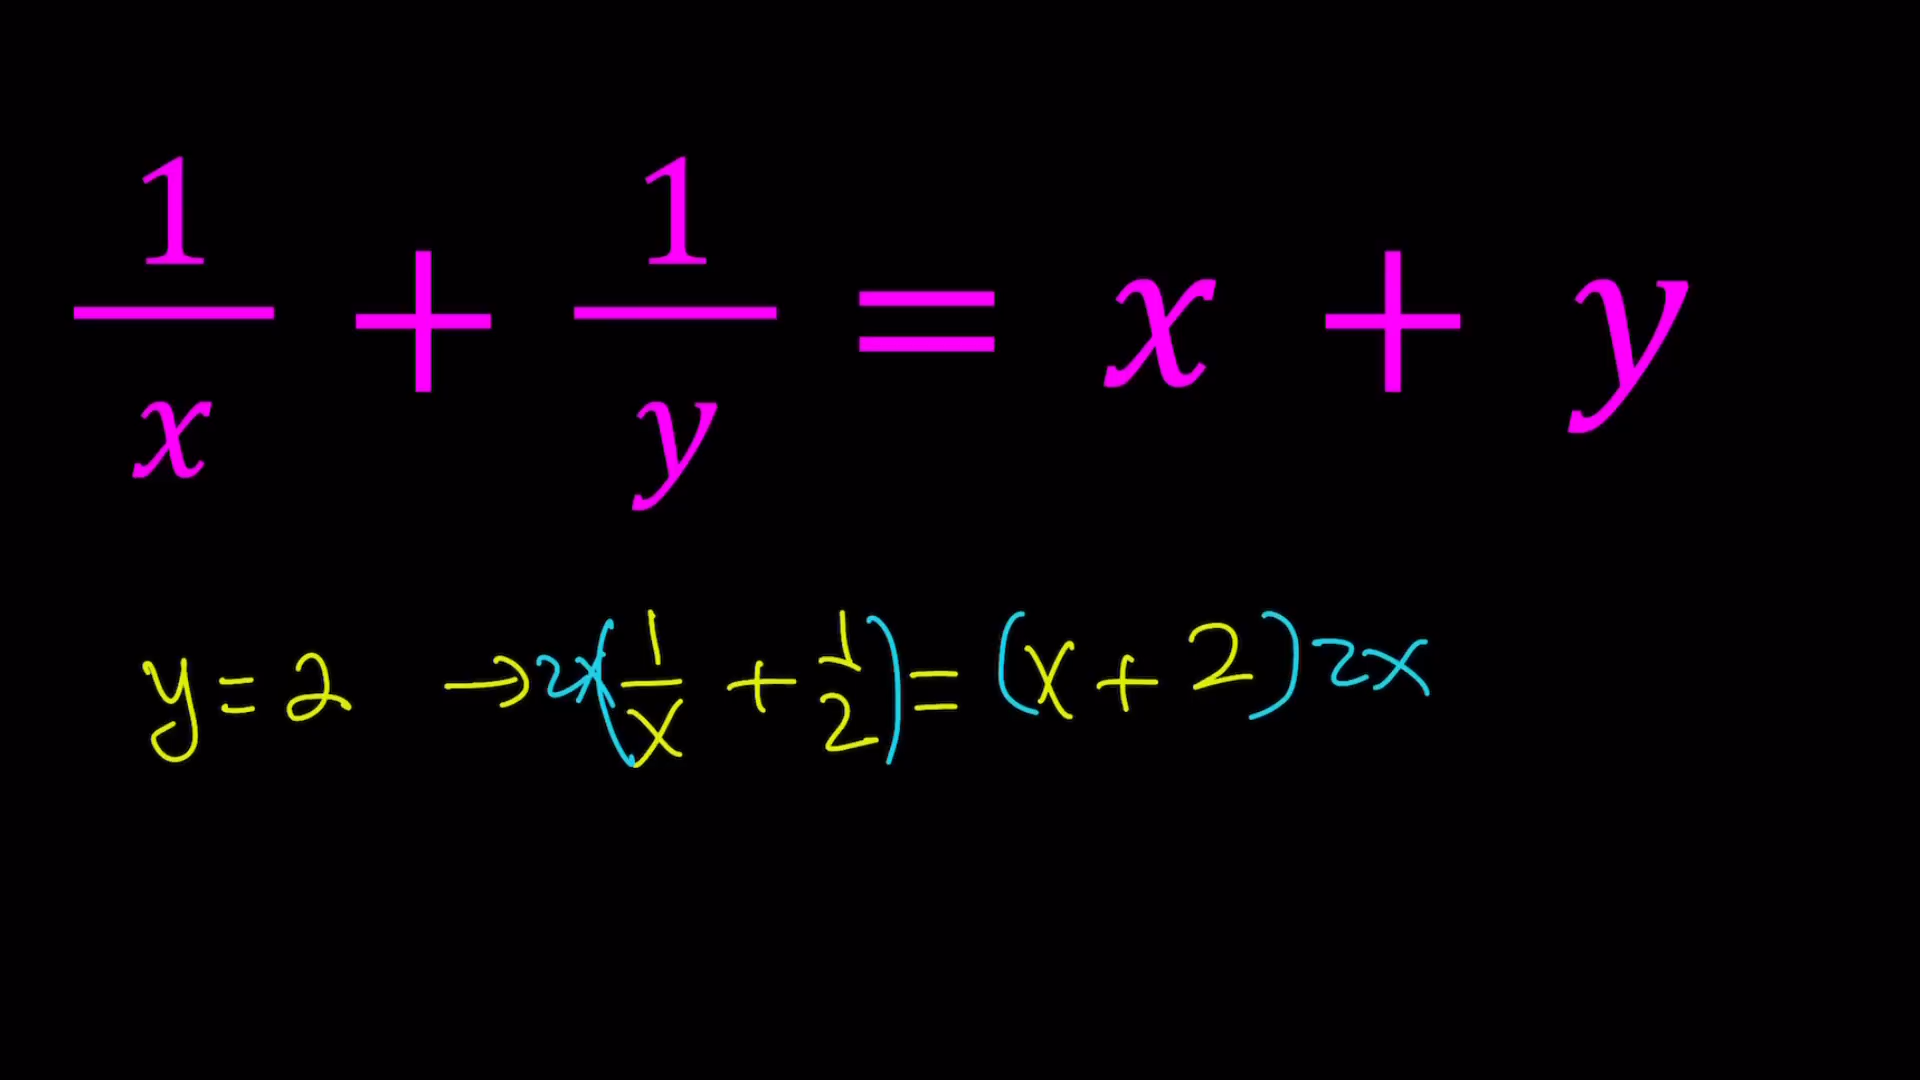 1/x + 1/y = x + y
y = 2 → 2x(1/x + 1/2) = (x + 2)2x